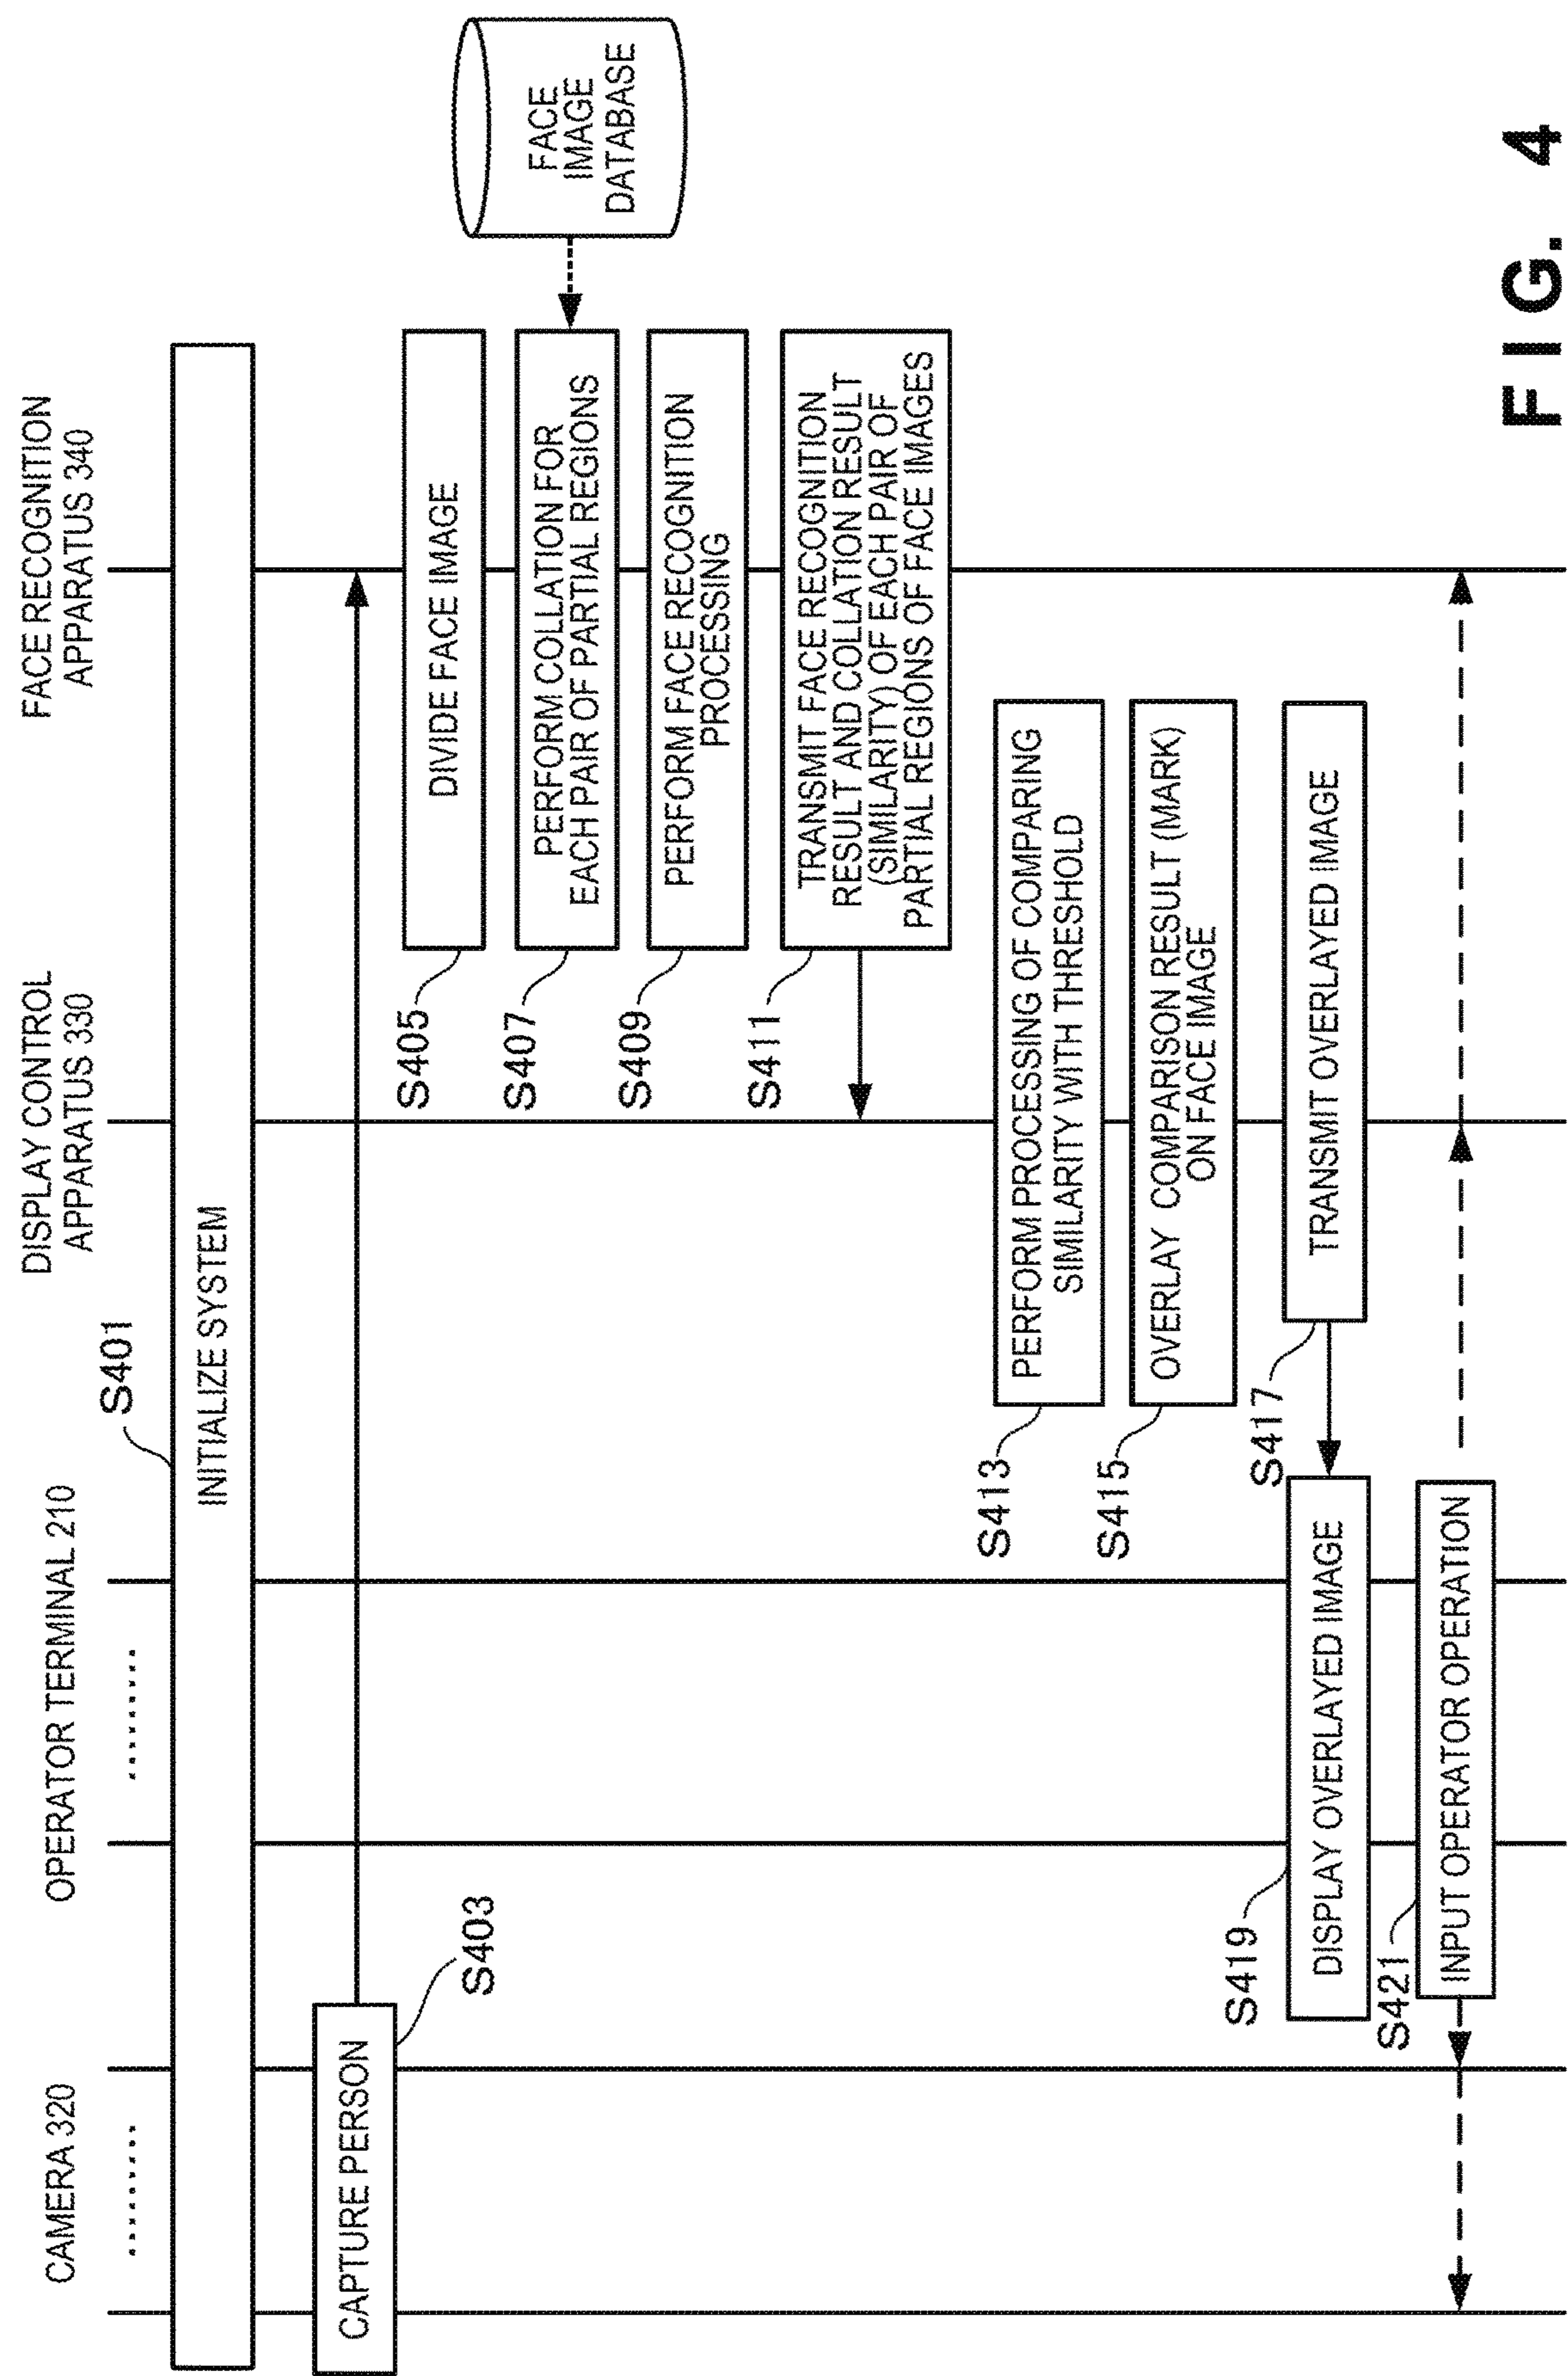 CAMERA 320
OPERATOR TERMINAL 210
DISPLAY CONTROL
APPARATUS 330
FACE RECOGNITION
APPARATUS 340
S401
INITIALIZE SYSTEM
CAPTURE PERSON
S403
S405
DIVIDE FACE IMAGE
S407
PERFORM COLLATION FOR
EACH PAIR OF PARTIAL REGIONS
FACE
IMAGE
DATABASE
S409
PERFORM FACE RECOGNITION
PROCESSING
S411
TRANSMIT FACE RECOGNITION
RESULT AND COLLATION RESULT
(SIMILARITY) OF EACH PAIR OF
PARTIAL REGIONS OF FACE IMAGES
S413
PERFORM PROCESSING OF COMPARING
SIMILARITY WITH THRESHOLD
S415
OVERLAY COMPARISON RESULT (MARK)
ON FACE IMAGE
S417
TRANSMIT OVERLAYED IMAGE
S419
DISPLAY OVERLAYED IMAGE
S421
INPUT OPERATOR OPERATION
FIG. 4